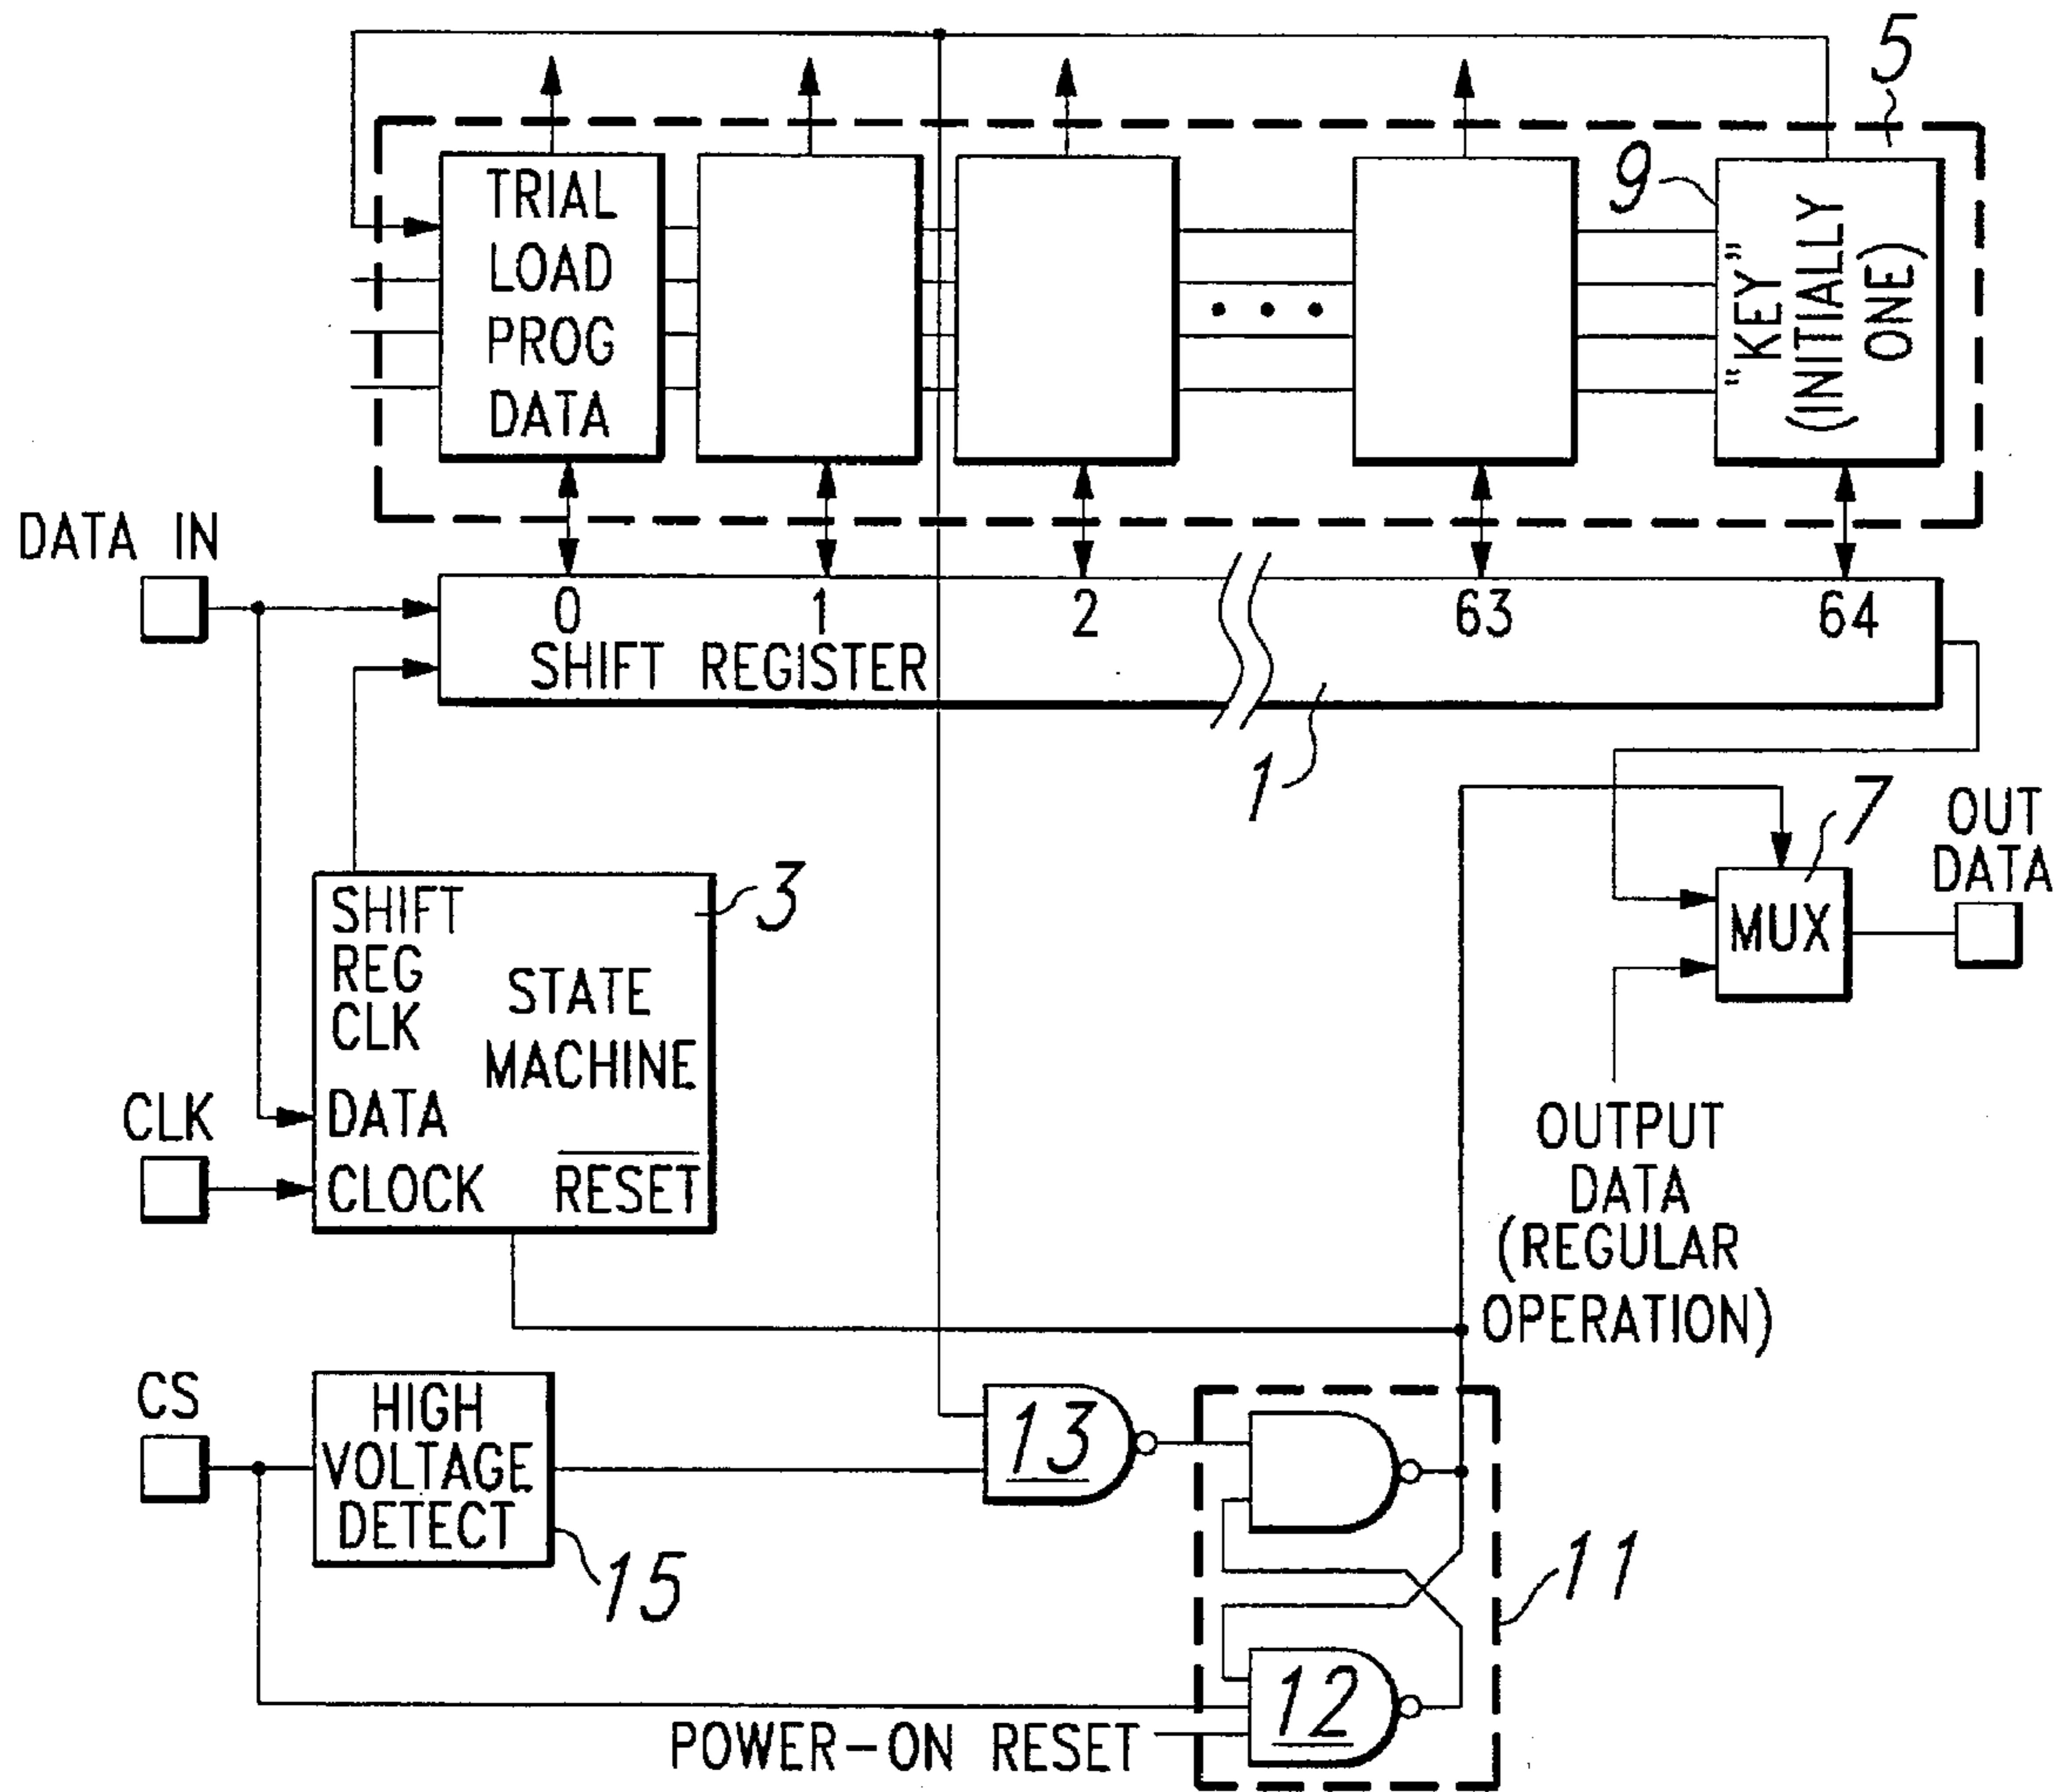 5
9
TRIAL
LOAD
PROG
DATA
"KEY"
(INITIALLY
ONE)
DATA IN
0
1
2
63
64
SHIFT REGISTER
1
7
OUT
DATA
MUX
3
SHIFT
REG
CLK
STATE
MACHINE
DATA
CLOCK
RESET
CLK
OUTPUT
DATA
(REGULAR
OPERATION)
CS
HIGH
VOLTAGE
DETECT
15
13
11
12
POWER-ON RESET